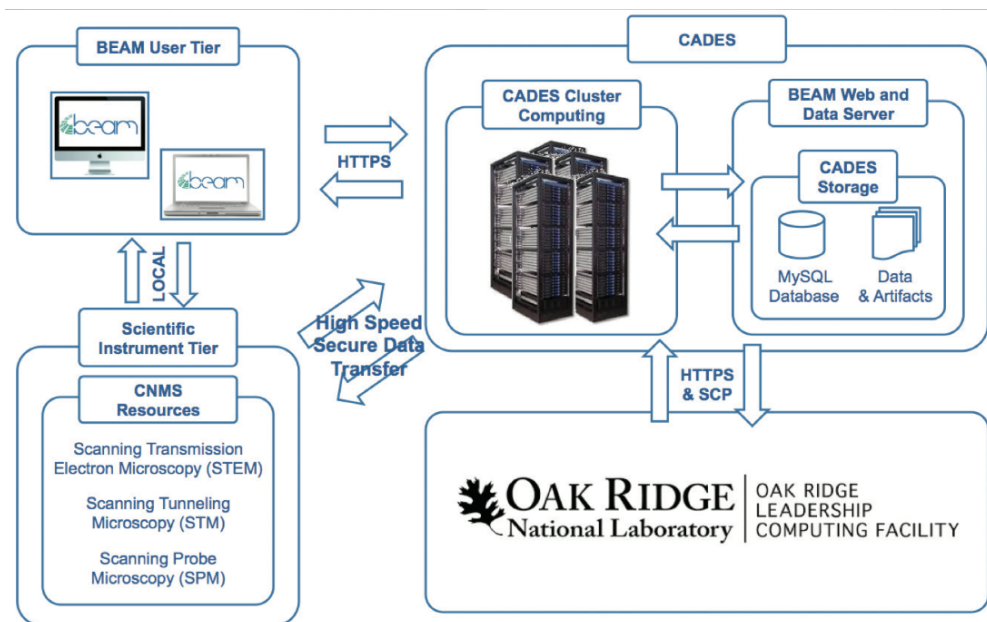 BEAM User Tier
beam
beam
HTTPS
LOCAL
CADES
CADES Cluster
Computing
BEAM Web and
Data Server
CADES
Storage
MySQL
Database
Data
& Artifacts
Scientific
Instrument Tier
CNMS
Resources
Scanning Transmission
Electron Microscopy (STEM)
Scanning Tunneling
Microscopy (STM)
Scanning Probe
Microscopy (SPM)
High Speed
Secure Data
Transfer
HTTPS
& SCP
OAK RIDGE
National Laboratory
OAK RIDGE
LEADERSHIP
COMPUTING FACILITY